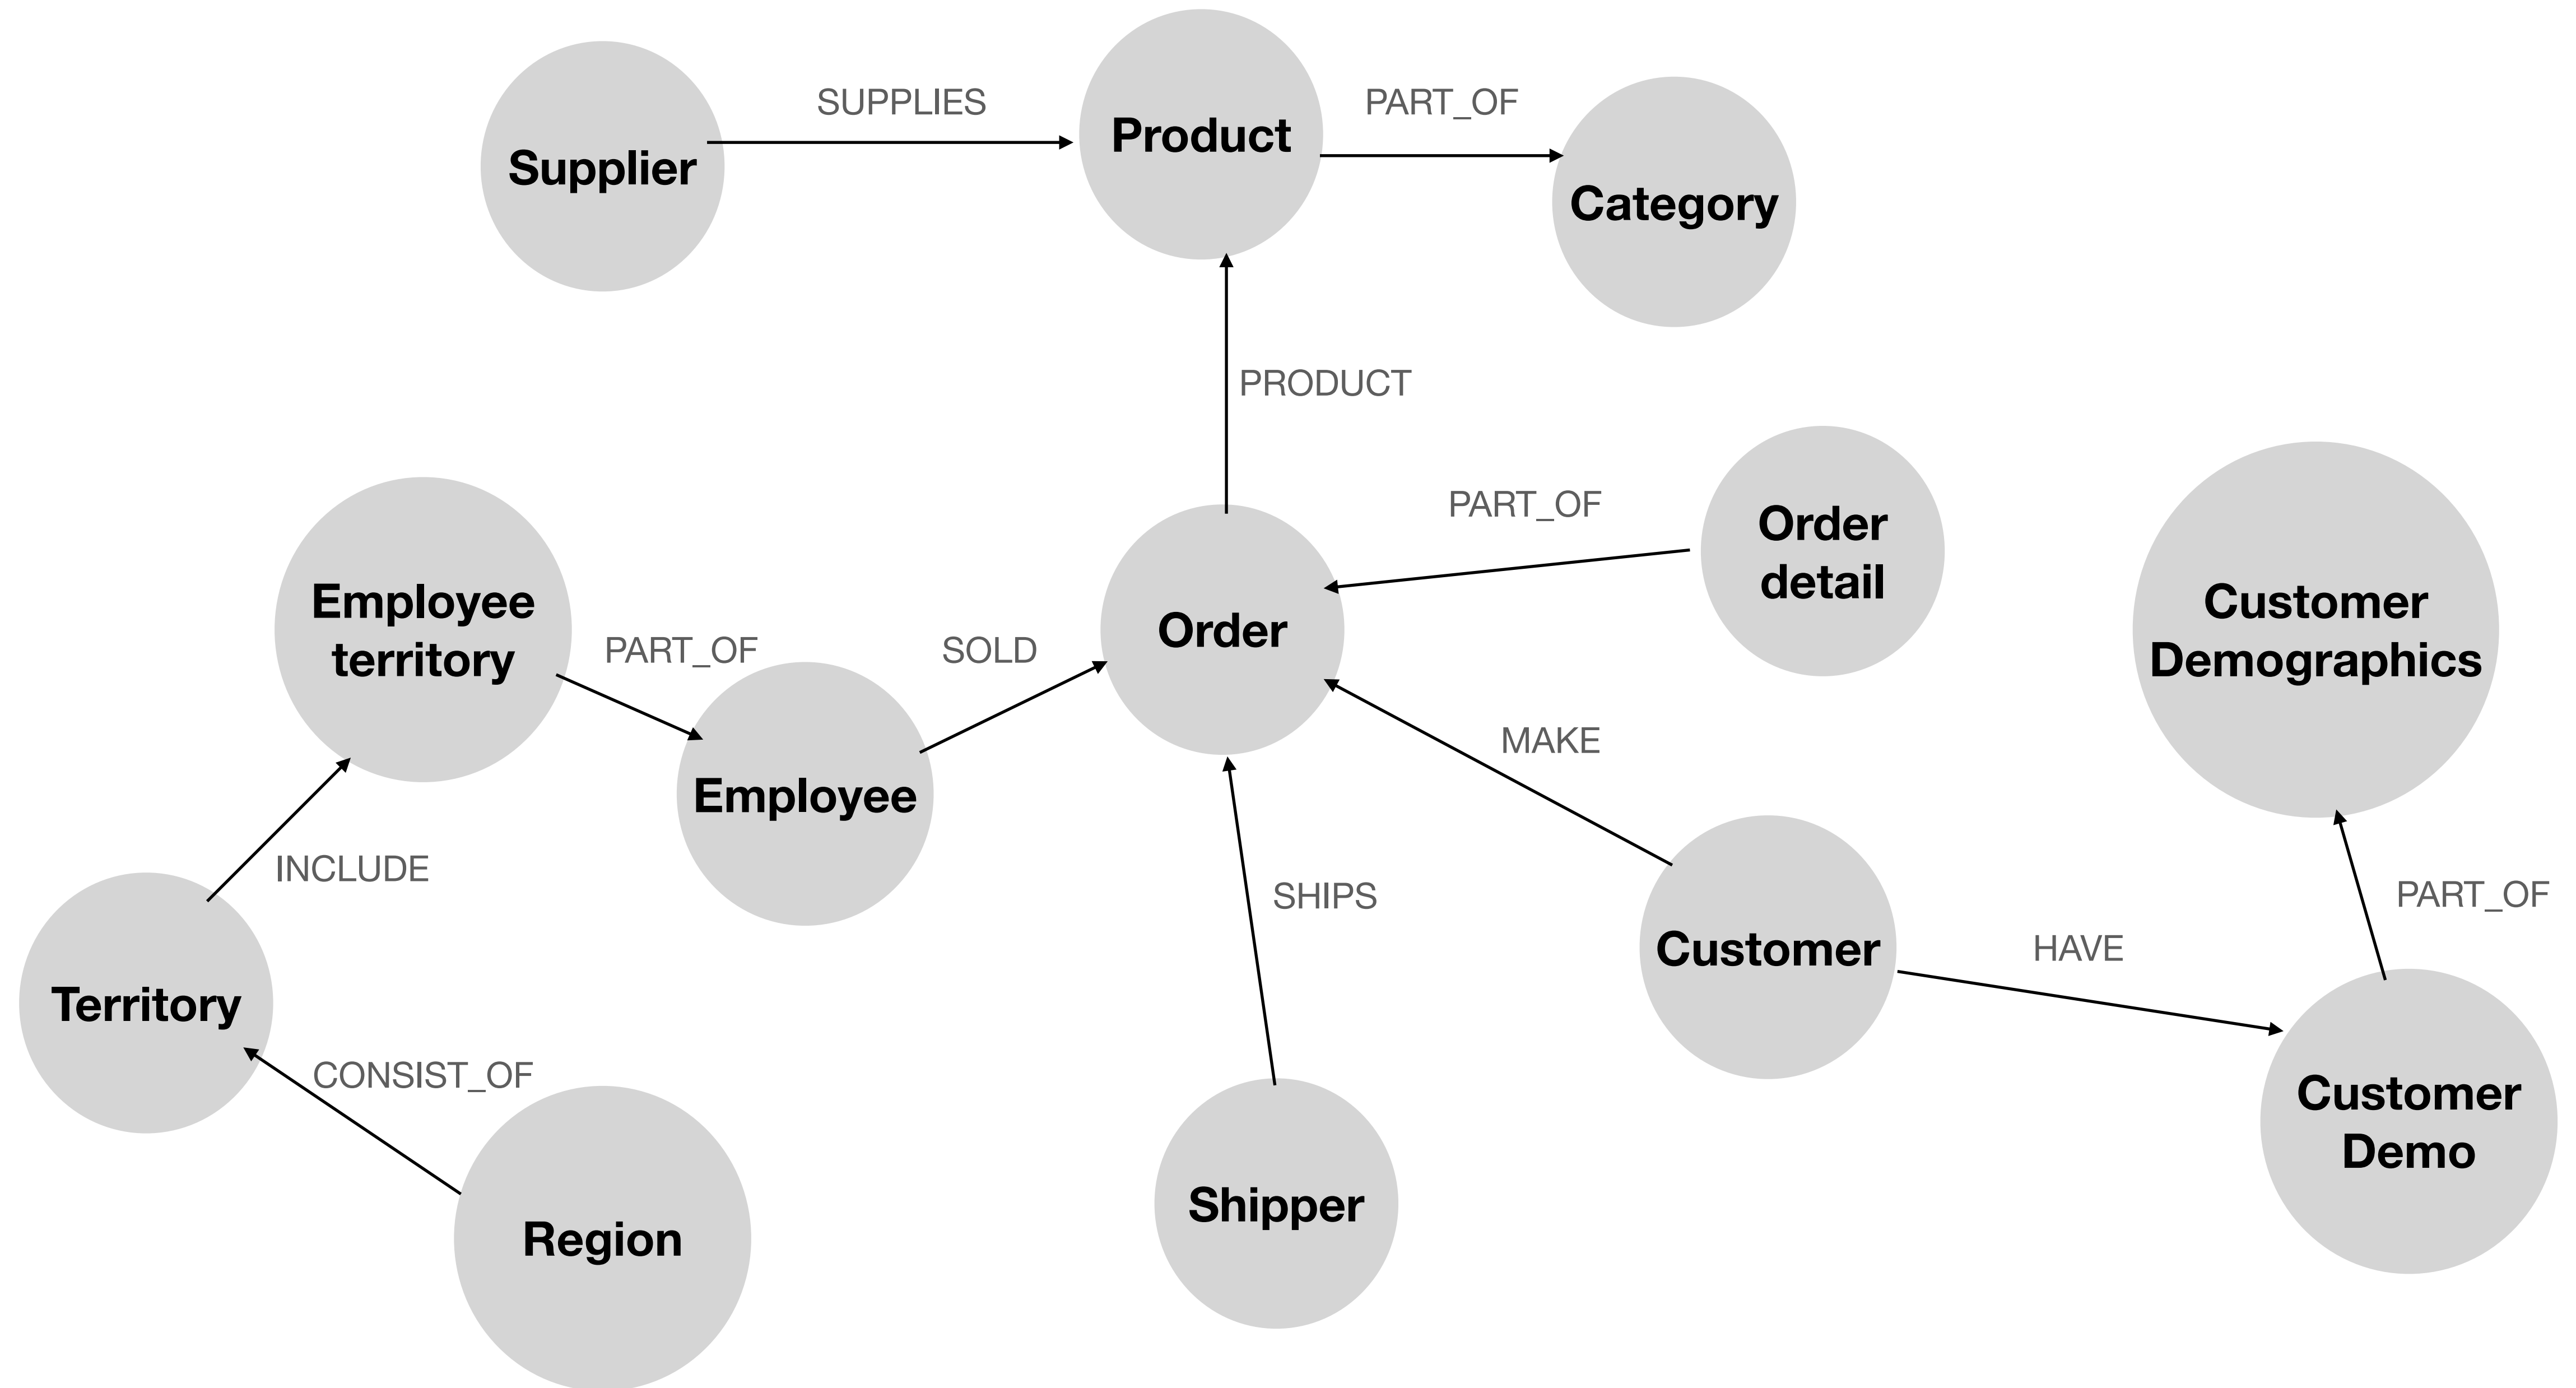 SUPPLIES
Product
PART_OF
Supplier
Category
PRODUCT
PART_OF
Order
detail
Employee
territory
PART_OF
SOLD
Order
Customer
Demographics
MAKE
Employee
INCLUDE
SHIPS
PART_OF
Customer
HAVE
Territory
CONSIST_OF
Customer
Demo
Shipper
Region